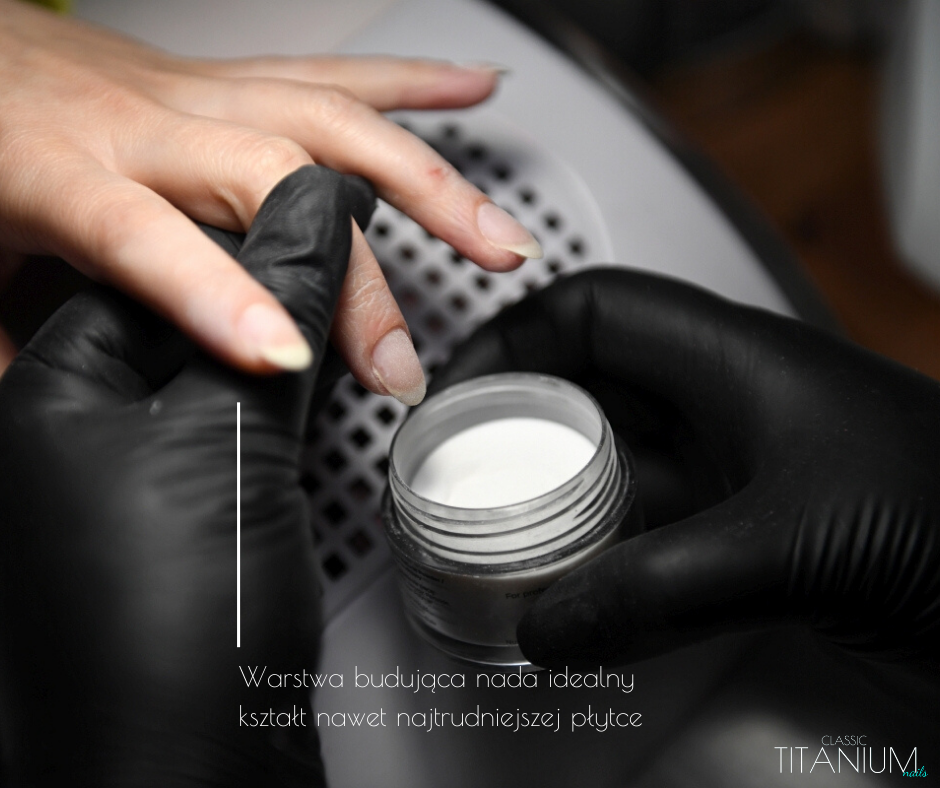 Warstwa budująca nada idealny
kształt nawet najtrudniejszej płytce
CLASSIC
TITANIUM
nails